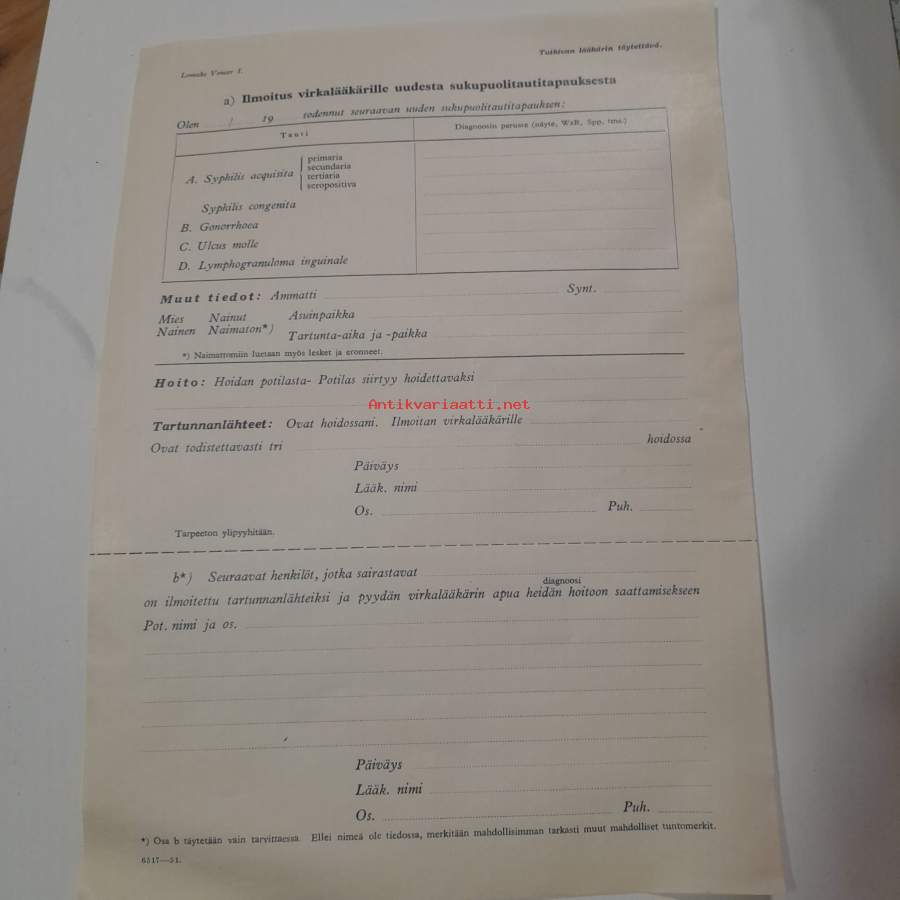 Lomake Vener 1.
Tutkivan lääkärin täytettävä.
a) Ilmoitus virkalääkärille uudesta sukupuolitautitapauksesta
Olen / 19 todennut seuraavan uuden sukupuolitautitapauksen:
Tauti
Diagnoosin peruste (näyte, WaR, Spp, tms.)
A. Syphilis acquisita
primaria
secundaria
tertiaria
seropositiva
Syphilis congenita
B. Gonorrhoea
C. Ulcus molle
D. Lymphogranuloma inguinale
Muut tiedot: Ammatti Synt.
Mies Nainut Asuinpaikka
Nainen Naimaton*) Tartunta-aika ja -paikka
*) Naimattomiin luetaan myös lesket ja eronneet.
Hoito: Hoidan potilasta- Potilas siirtyy hoidettavaksi
Antikvariaatti.net
Tartunnanlähteet: Ovat hoidossani. Ilmoitan virkalääkärille
Ovat todistettavasti tri hoidossa
Päiväys
Lääk. nimi
Os. Puh.
Tarpeeton ylipyyhitään.
b*) Seuraavat henkilöt, jotka sairastavat
diagnoosi
on ilmoitettu tartunnanlähteiksi ja pyydän virkalääkärin apua heidän hoitoon saattamisekseen
Pot. nimi ja os.
Päiväys
Lääk. nimi
Os. Puh.
*) Osa b täytetään vain tarvittaessa. Ellei nimeä ole tiedossa, merkitään mahdollisimman tarkasti muut mahdolliset tuntomerkit.
6517—51.